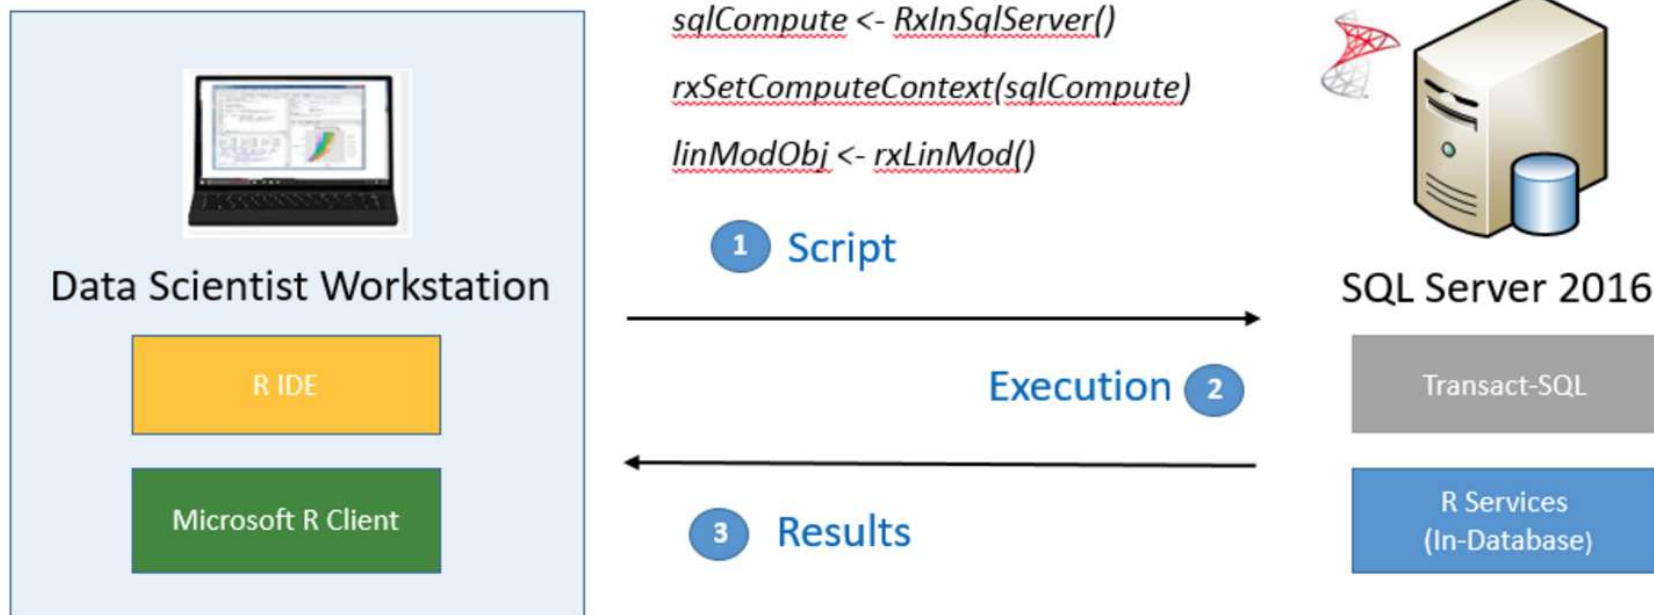 sqlCompute <- RxInSqlServer()
rxSetComputeContext(sqlCompute)
linModObj <- rxLinMod()
1 Script
Data Scientist Workstation
SQL Server 2016
R IDE
Execution 2
Transact-SQL
Microsoft R Client
3 Results
R Services
(In-Database)